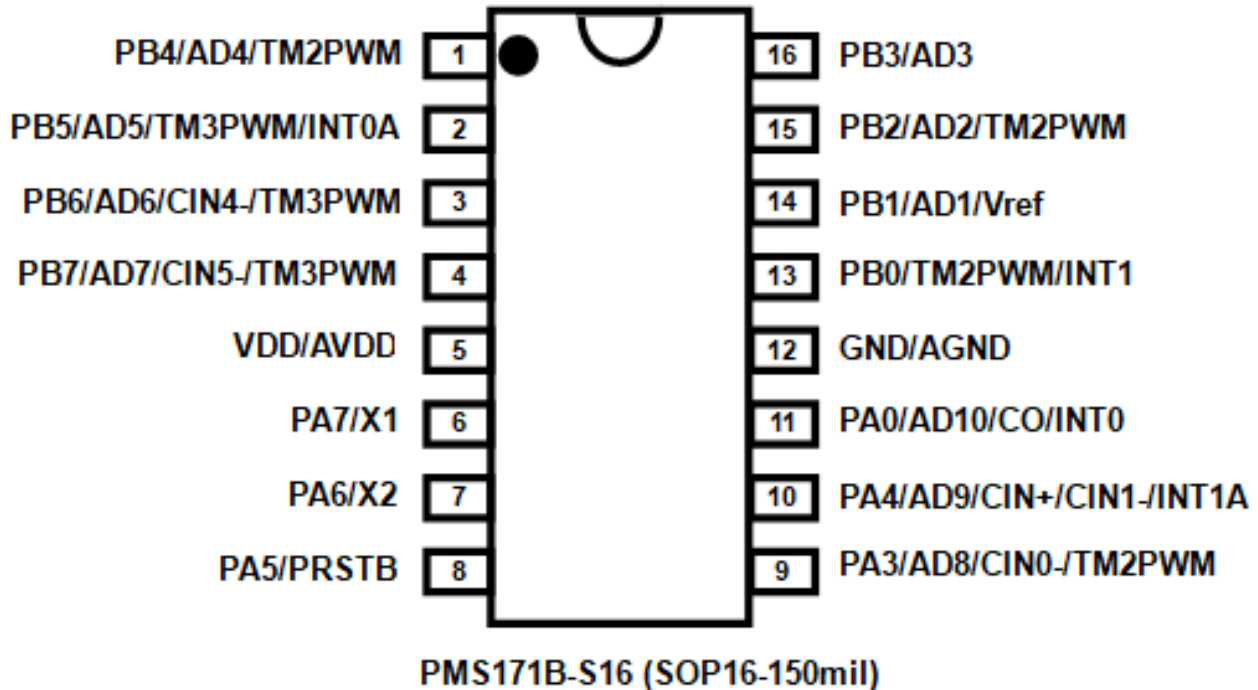 PB4/AD4/TM2PWM 1 16 PB3/AD3
PB5/AD5/TM3PWM/INT0A 2 15 PB2/AD2/TM2PWM
PB6/AD6/CIN4-/TM3PWM 3 14 PB1/AD1/Vref
PB7/AD7/CIN5-/TM3PWM 4 13 PB0/TM2PWM/INT1
VDD/AVDD 5 12 GND/AGND
PA7/X1 6 11 PA0/AD10/CO/INT0
PA6/X2 7 10 PA4/AD9/CIN+/CIN1-/INT1A
PA5/PRSTB 8 9 PA3/AD8/CIN0-/TM2PWM
PMS171B-S16 (SOP16-150mil)